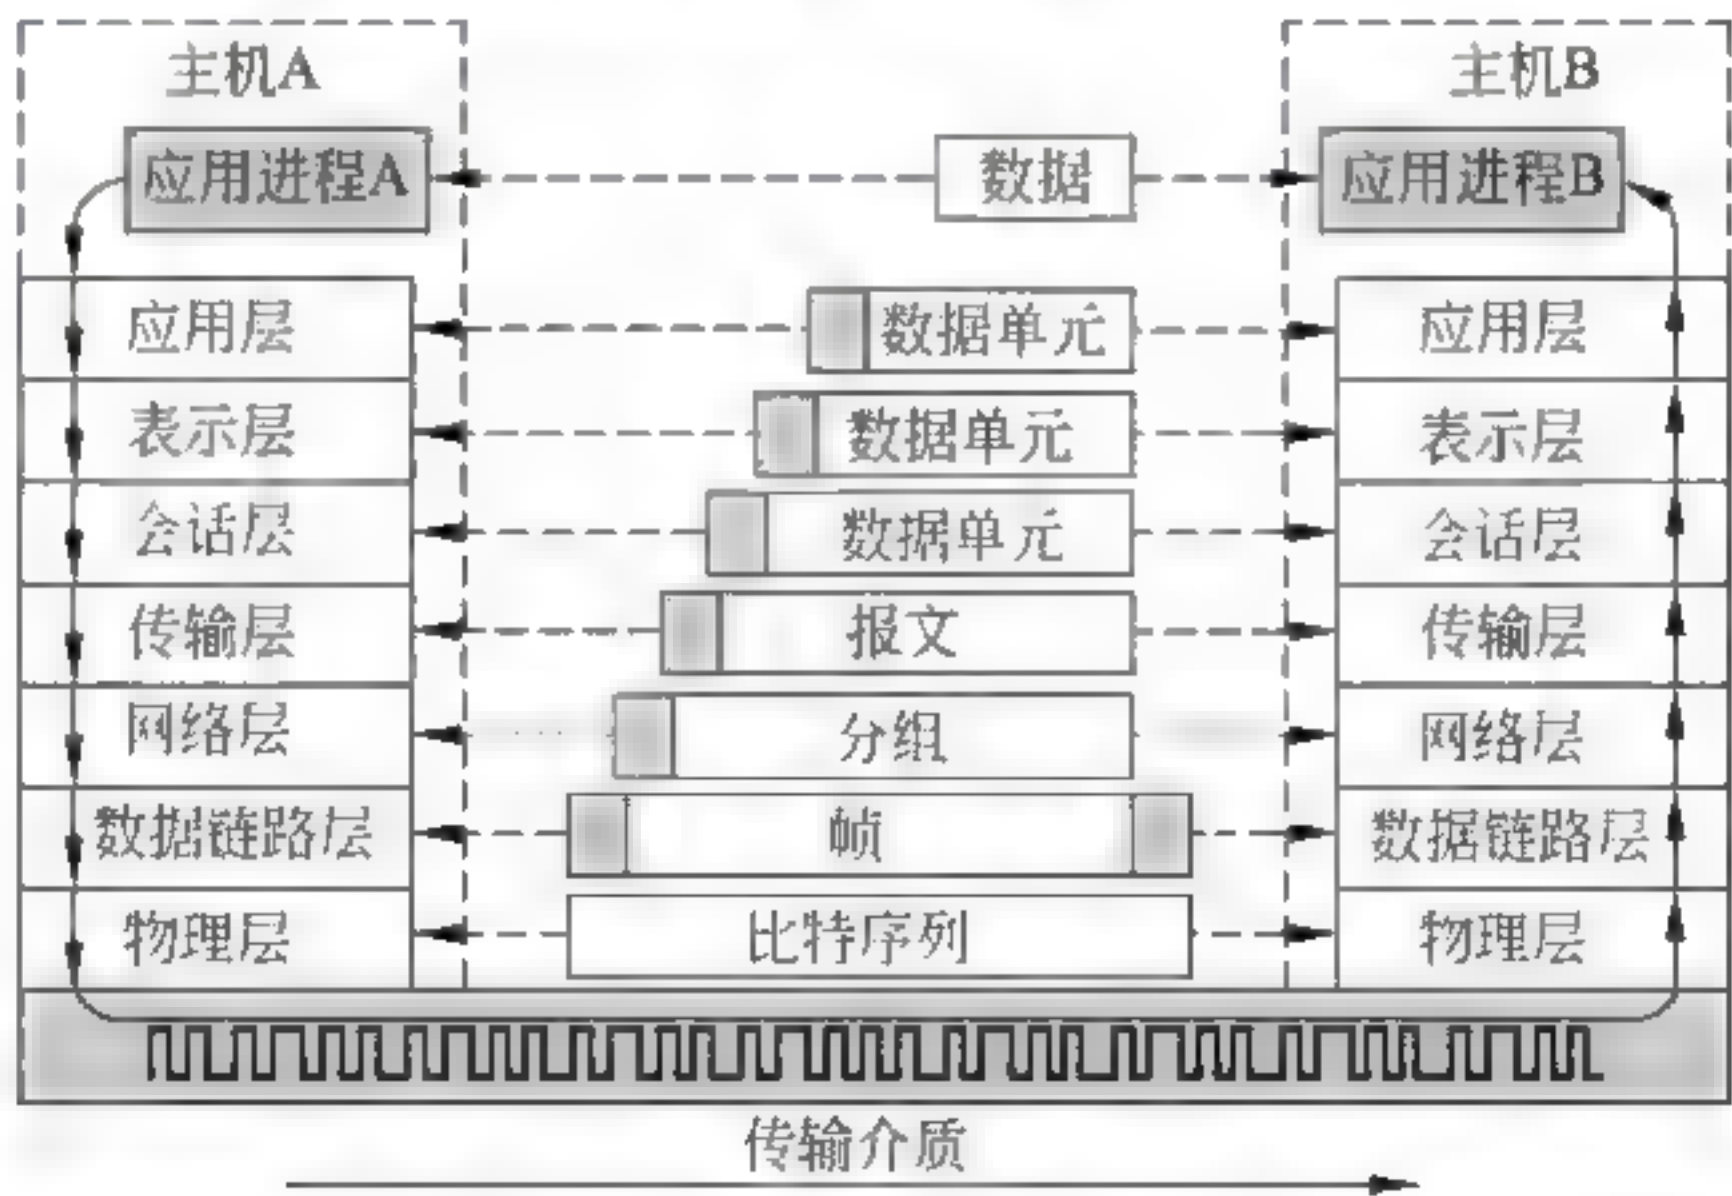 主机A
主机B
应用进程A
数据
应用进程B
应用层
数据单元
应用层
表示层
数据单元
表示层
会话层
数据单元
会话层
传输层
报文
传输层
网络层
分组
网络层
数据链路层
帧
数据链路层
物理层
比特序列
物理层
传输介质